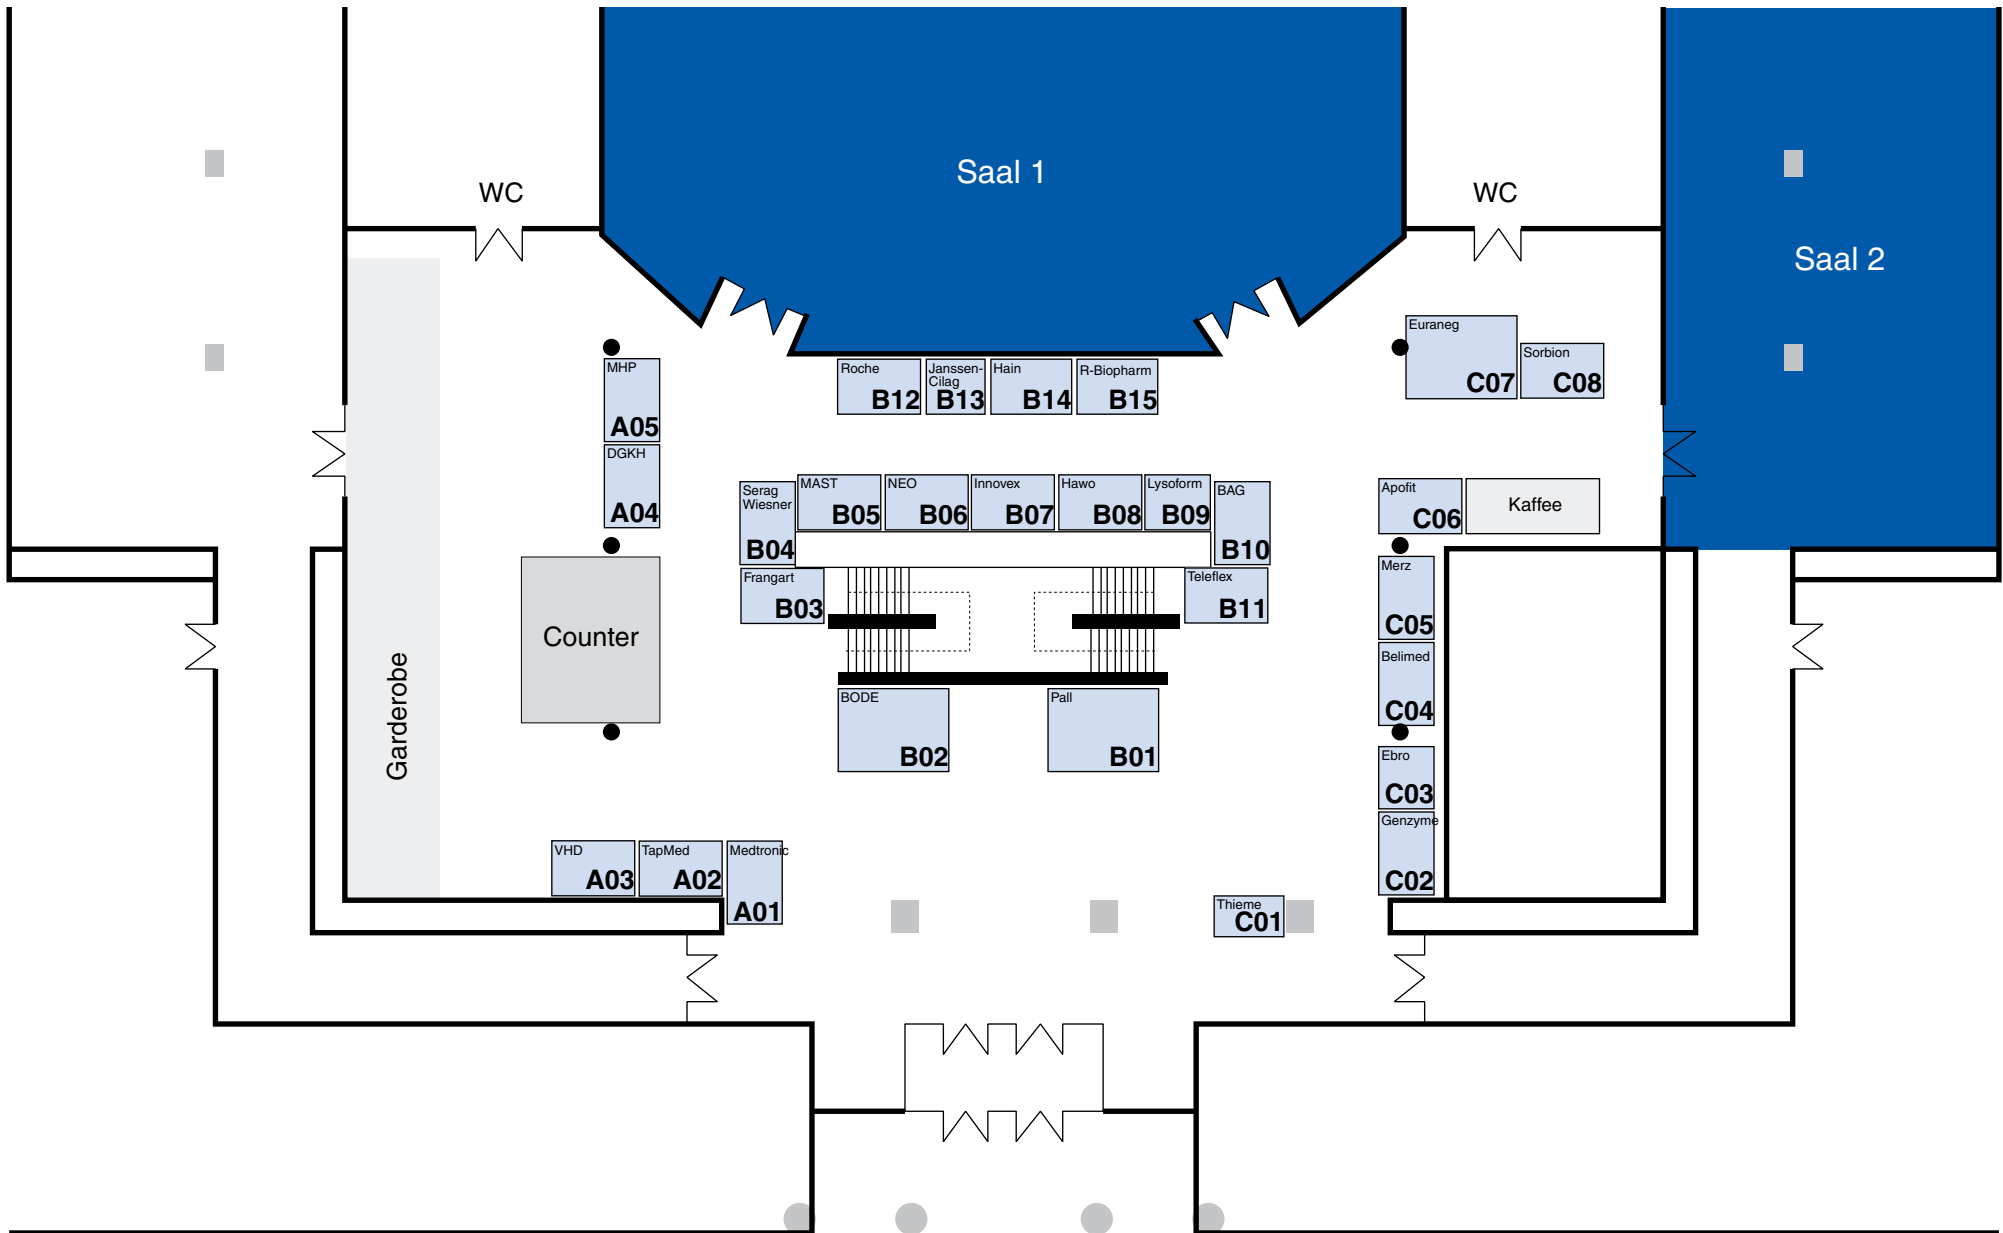 Saal 1
WC
WC
Saal 2
Euraneg
C07
Sorbion
C08
MHP
A05
Roche
B12
Janssen-
Cilag
B13
Hain
B14
R-Biopharm
B15
DGKH
A04
Serag
Wiesner
B04
MAST
B05
NEO
B06
Innovex
B07
Hawo
B08
Lysoform
B09
BAG
B10
Apofit
C06
Kaffee
Frangart
B03
Teleflex
B11
Merz
C05
Counter
Garderobe
Belimed
C04
BODE
B02
Pall
B01
Ebro
C03
Genzyme
C02
VHD
A03
TapMed
A02
Medtronic
A01
Thieme
C01